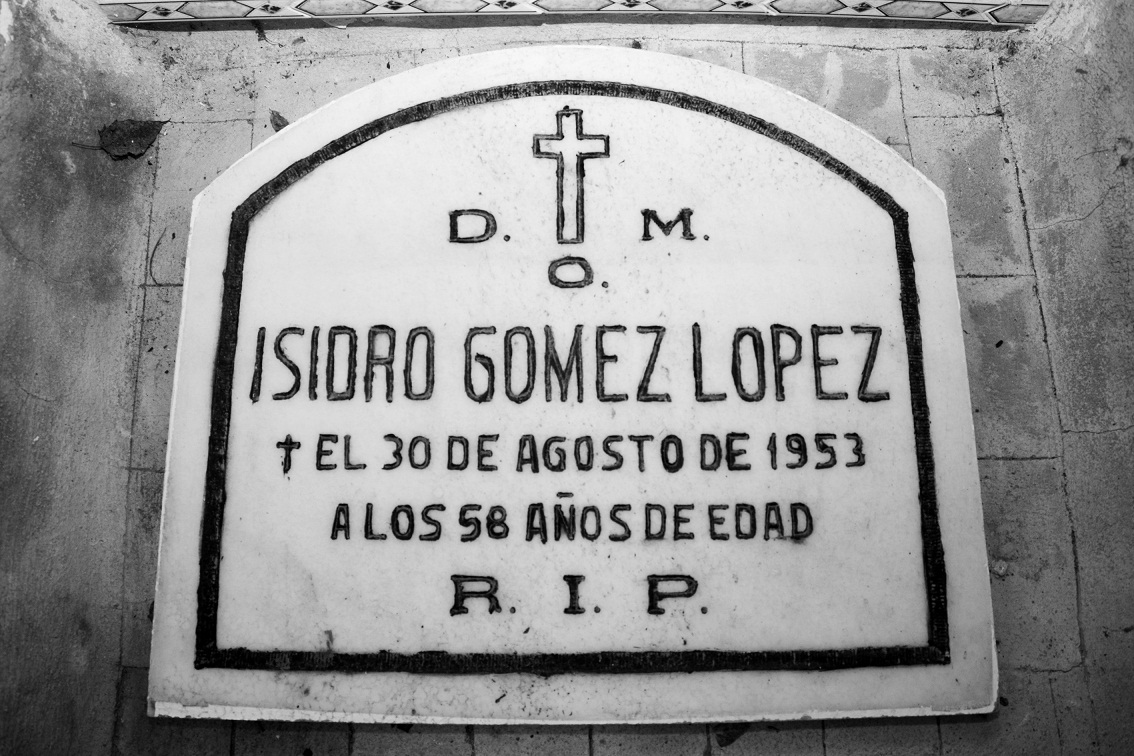 D. M.
O.
ISIDRO GOMEZ LOPEZ
✝ EL 30 DE AGOSTO DE 1953
A LOS 58 AÑOS DE EDAD
R. I. P.